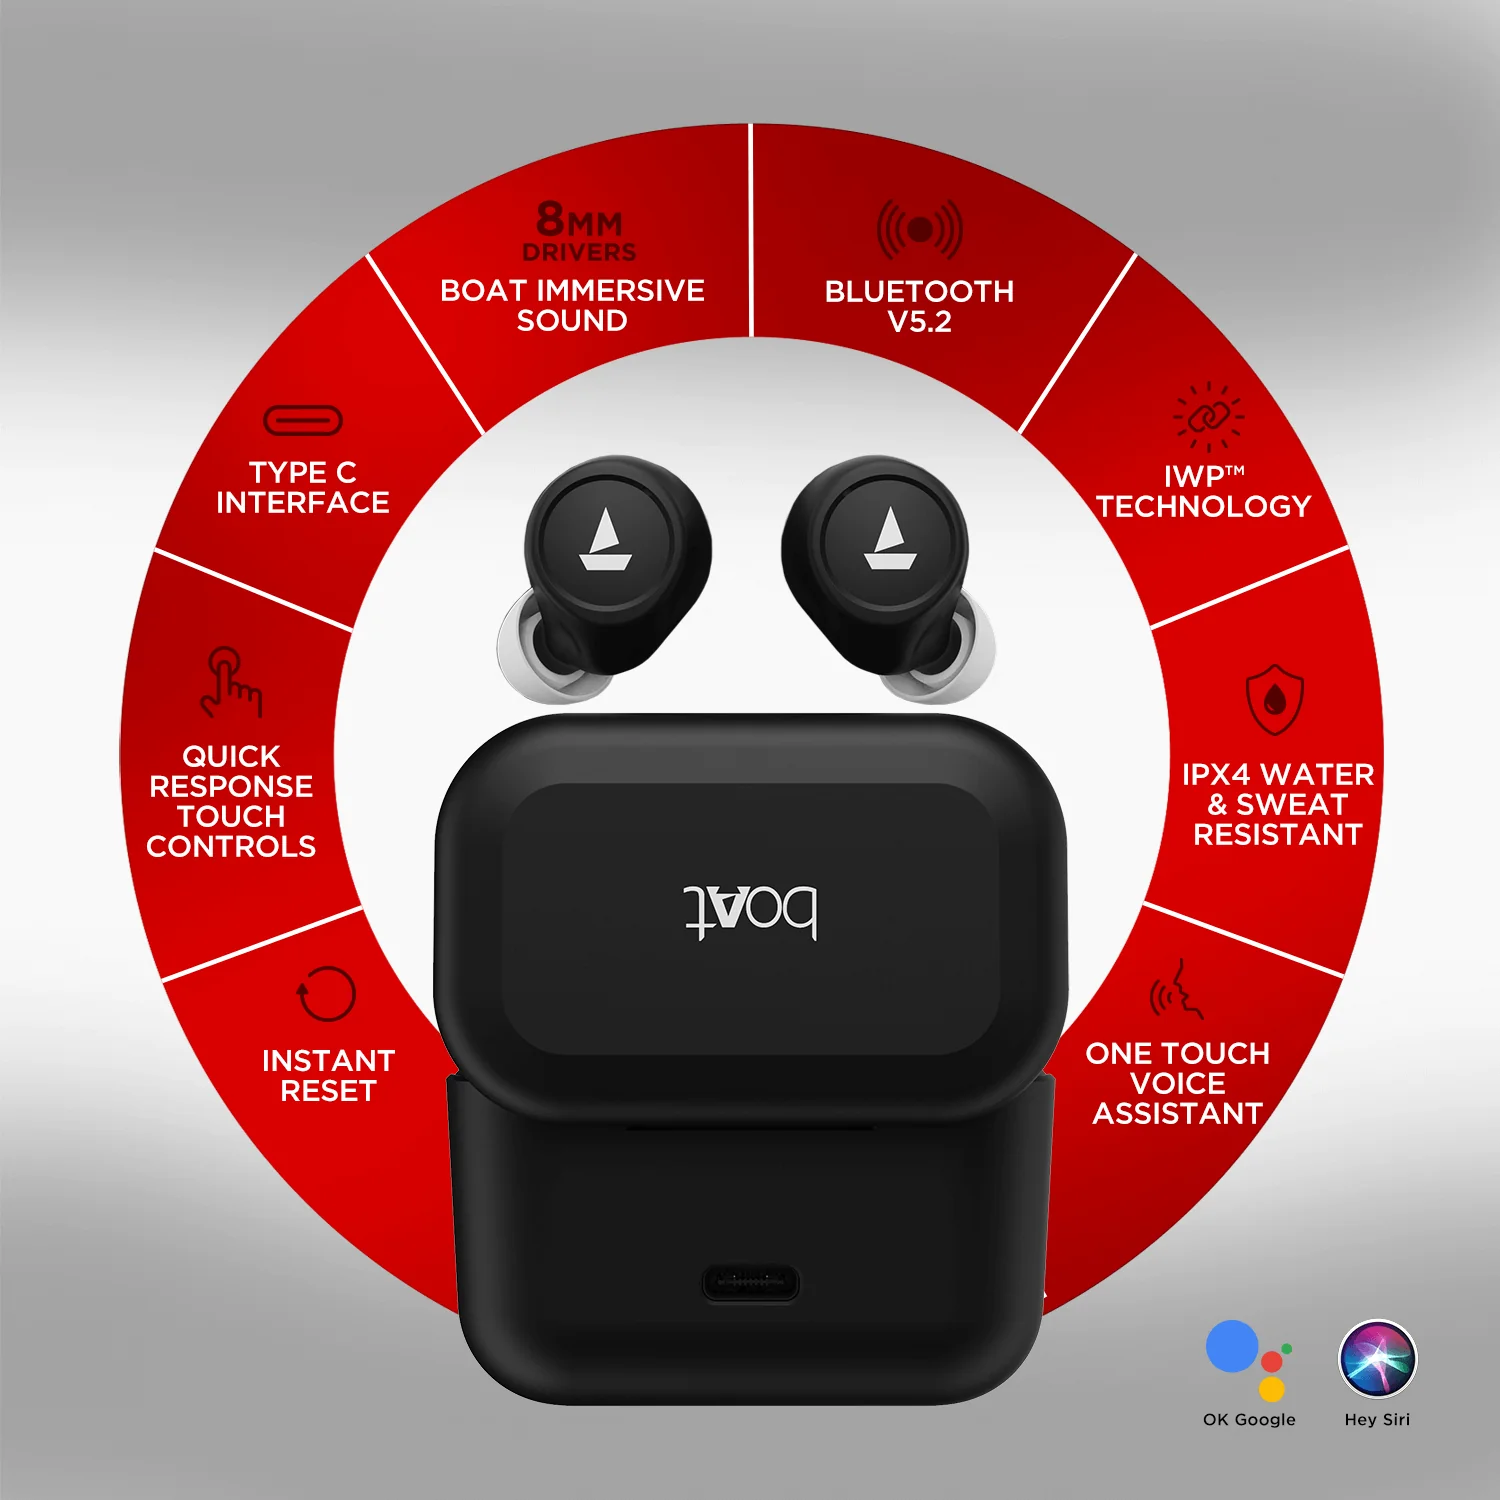 8MM
DRIVERS
BOAT IMMERSIVE
SOUND
BLUETOOTH
V5.2
IWP™
TECHNOLOGY
IPX4 WATER
& SWEAT
RESISTANT
ONE TOUCH
VOICE
ASSISTANT
INSTANT
RESET
QUICK
RESPONSE
TOUCH
CONTROLS
TYPE C
INTERFACE
boAt
OK Google
Hey Siri